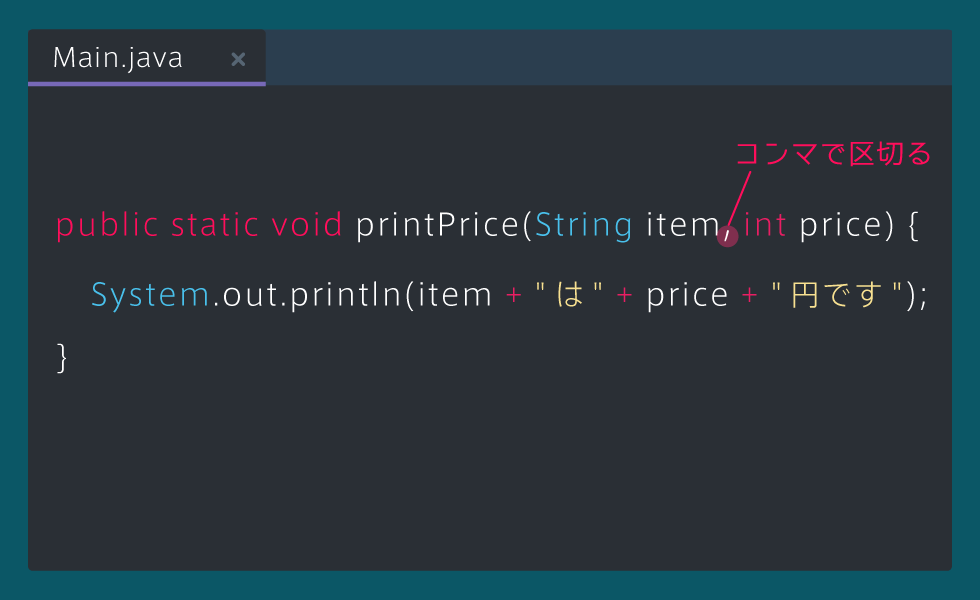 Main.java ×
コンマで区切る
public static void printPrice(String item, int price) {
System.out.println(item + "は" + price + "円です");
}